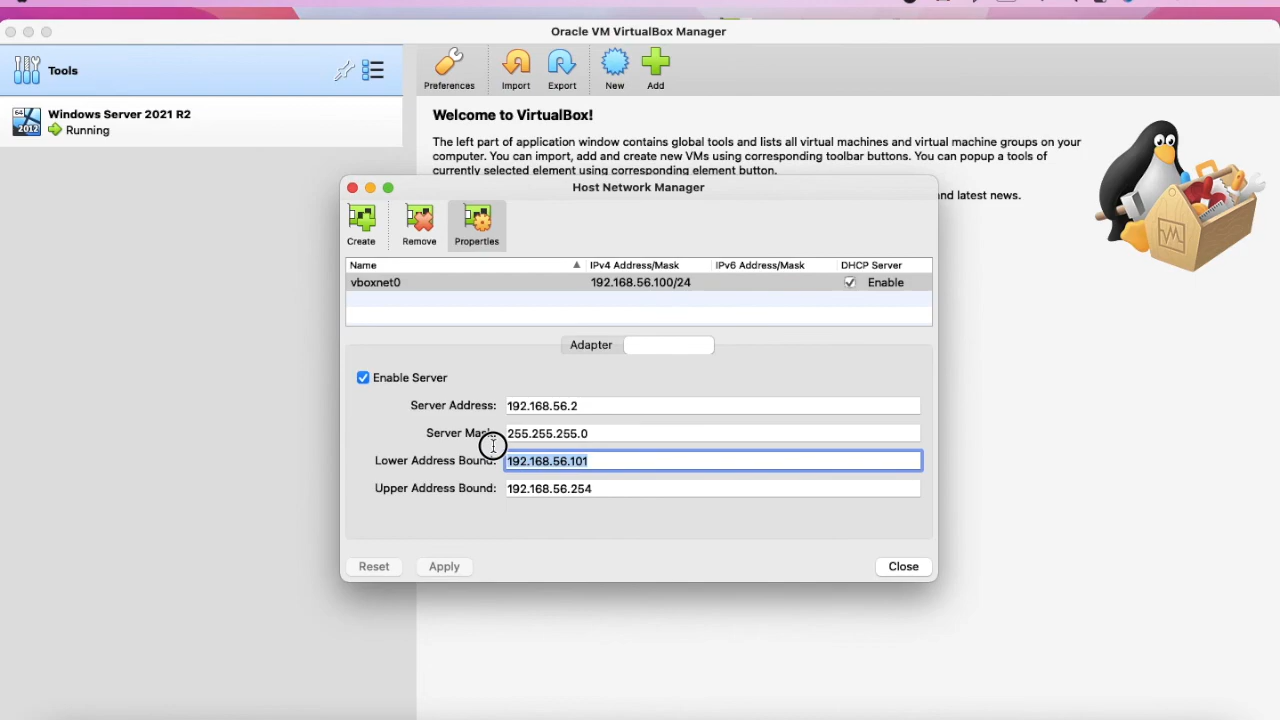 Oracle VM VirtualBox Manager
Tools
Preferences
Import
Export
New
Add
64
2012
Windows Server 2021 R2
Running
Welcome to VirtualBox!
The left part of application window contains global tools and lists all virtual machines and virtual machine groups on your
computer. You can import, add and create new VMs using corresponding toolbar buttons. You can popup a tools of
currently selected element using corresponding element button.
and latest news.
Host Network Manager
Create
Remove
Properties
Name
IPv4 Address/Mask
IPv6 Address/Mask
DHCP Server
vboxnet0
192.168.56.100/24
Enable
Adapter
Enable Server
Server Address:
192.168.56.2
Server Mask:
255.255.255.0
Lower Address Bound:
192.168.56.101
Upper Address Bound:
192.168.56.254
Reset
Apply
Close